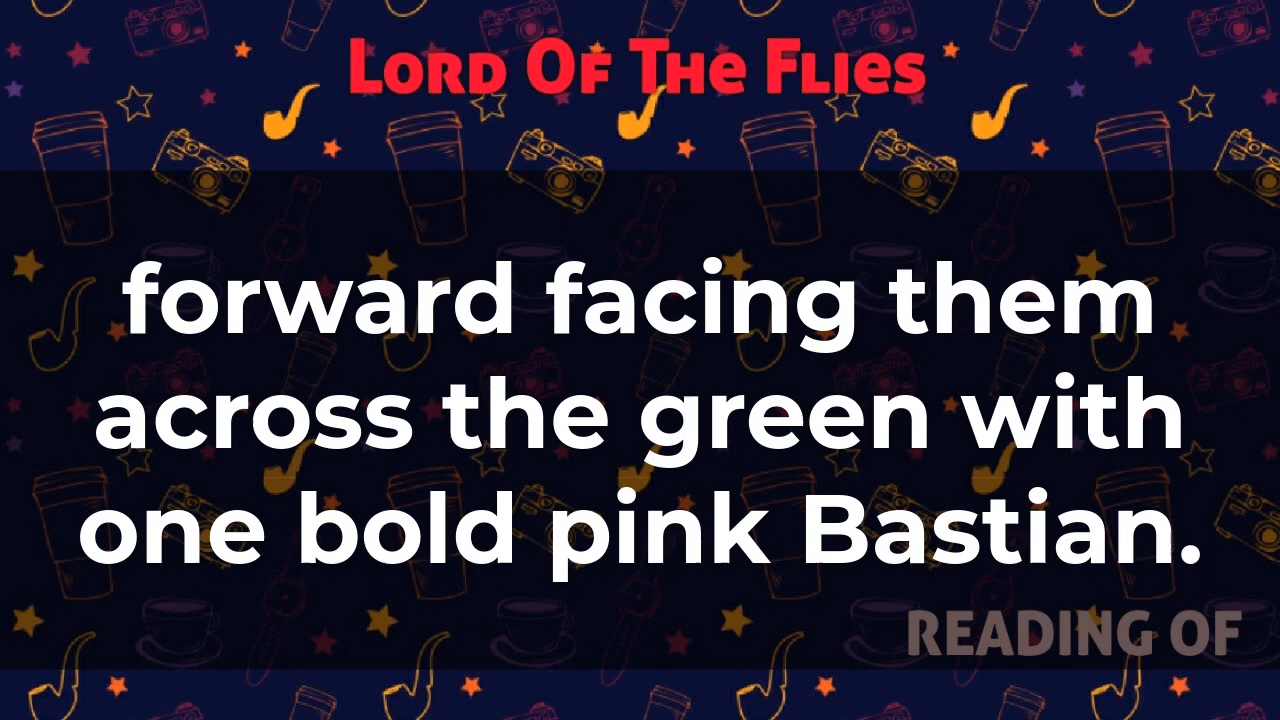 Lord Of The Flies
forward facing them
across the green with
one bold pink Bastian.
READING OF